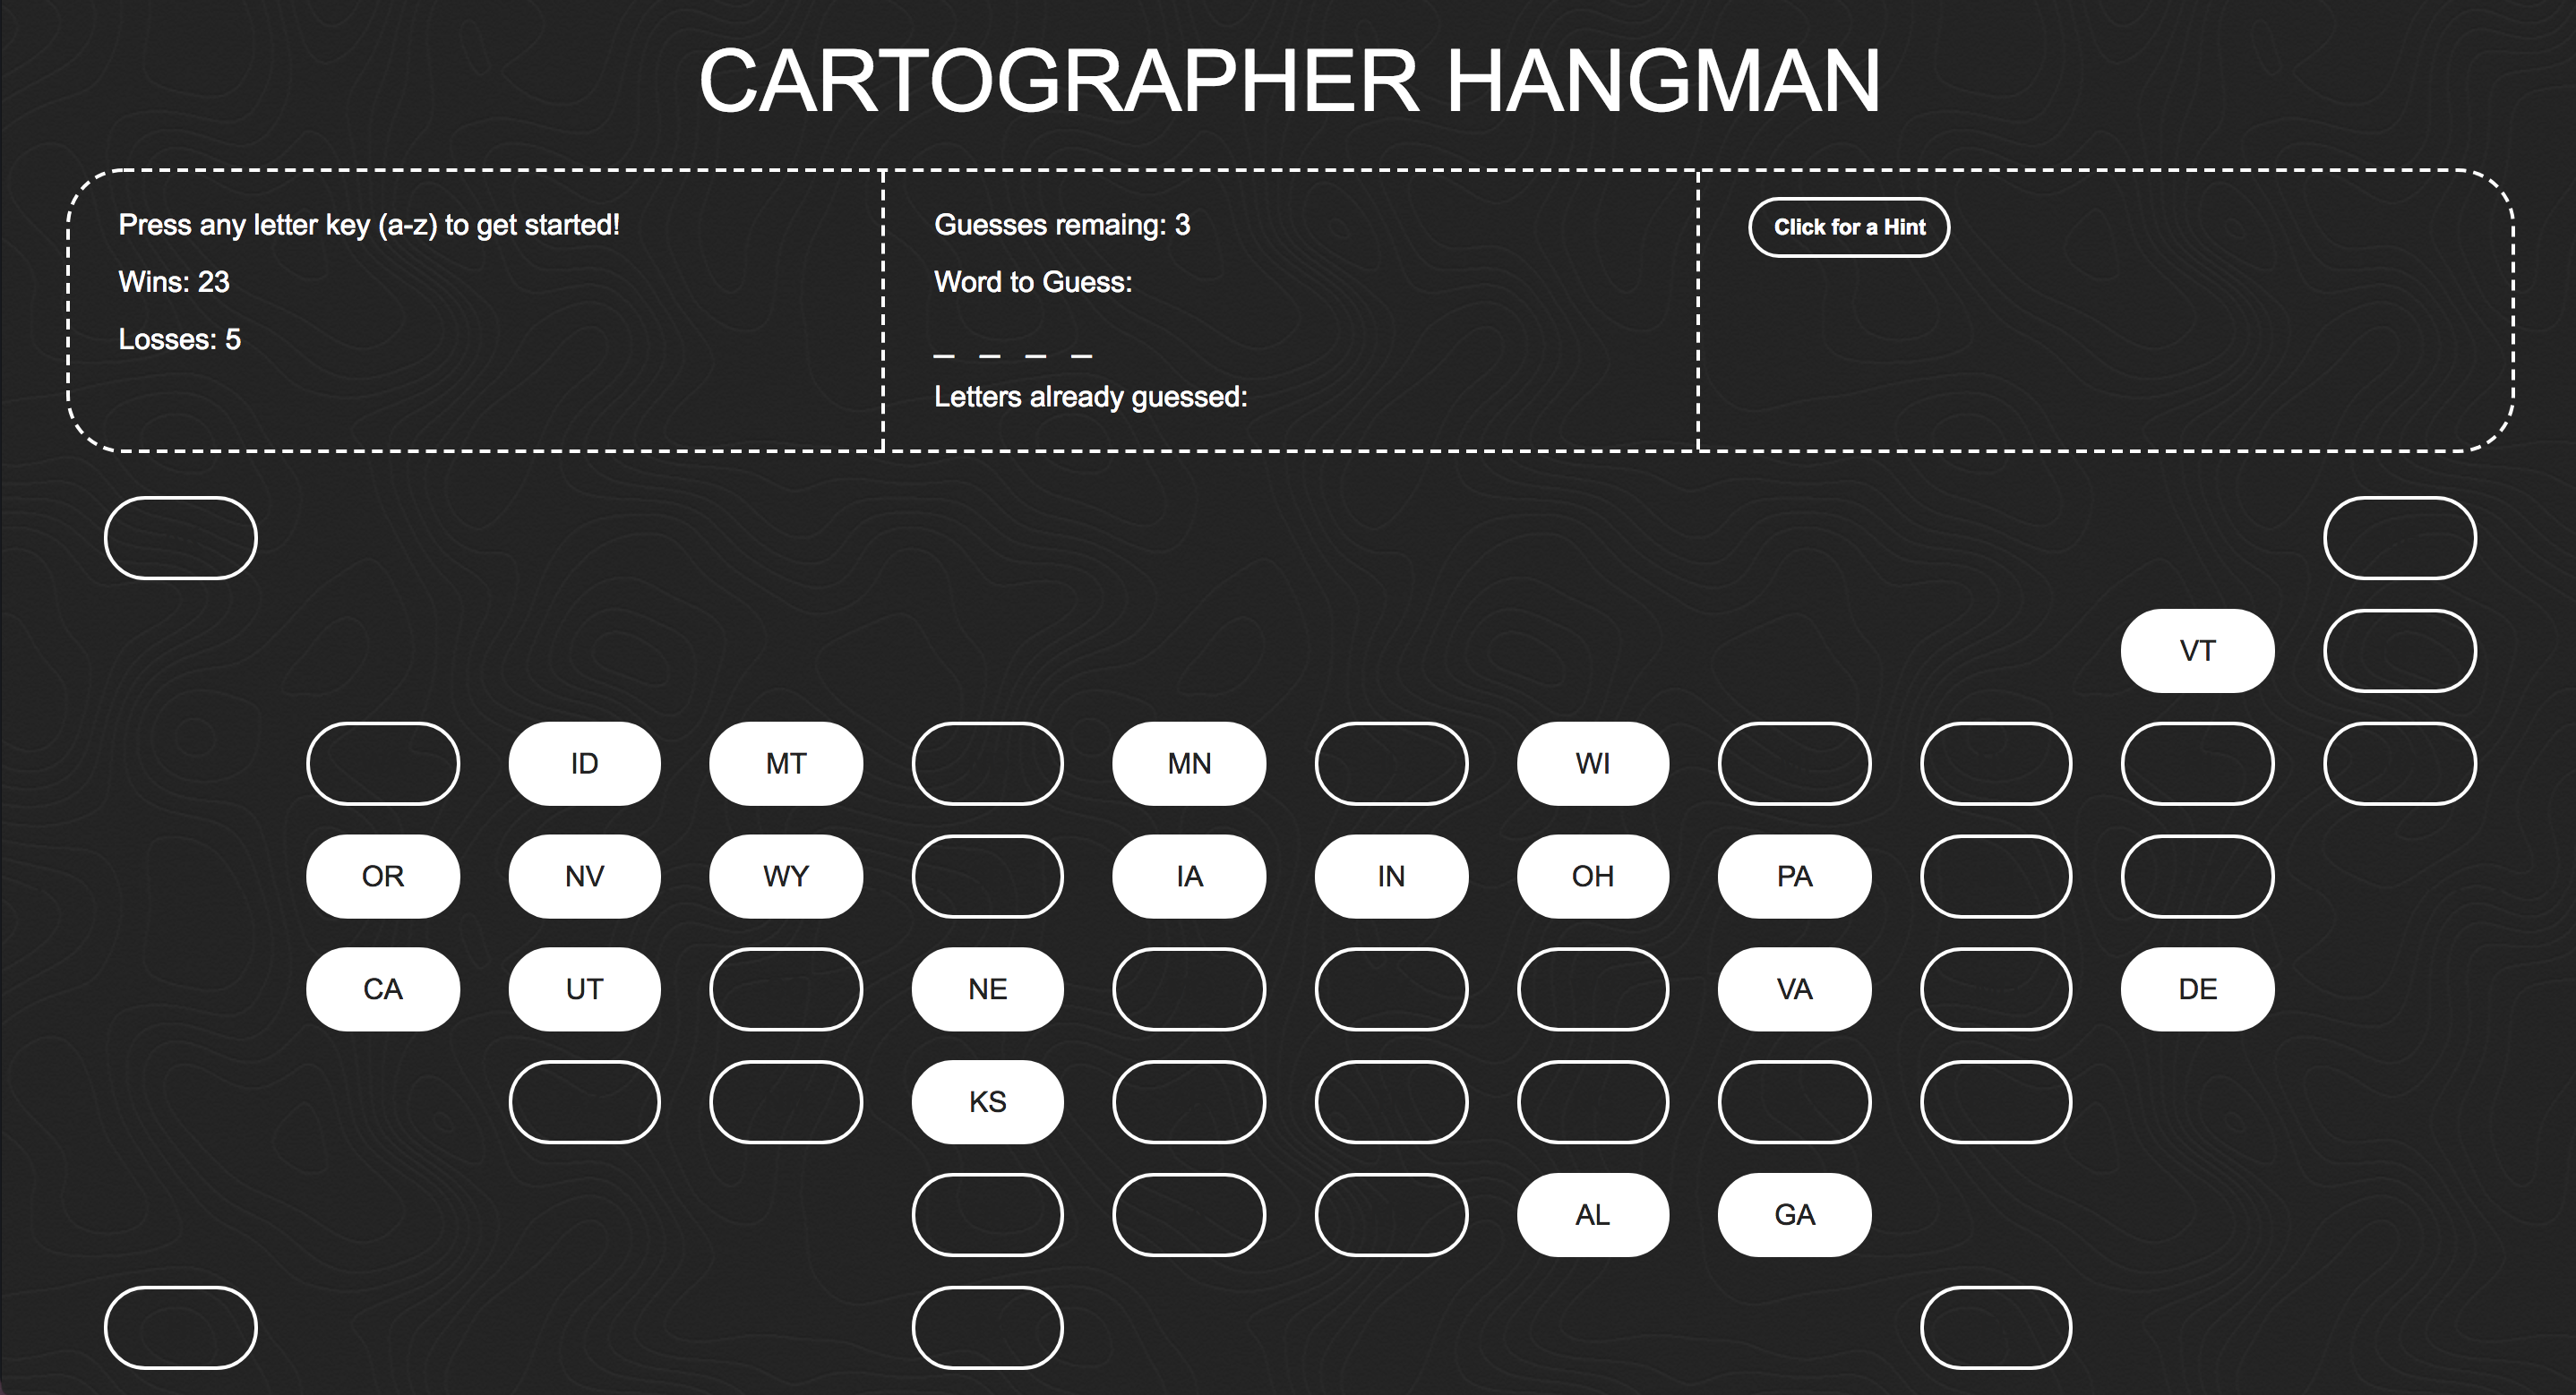 CARTOGRAPHER HANGMAN
Press any letter key (a-z) to get started!
Wins: 23
Losses: 5
Guesses remaing: 3
Word to Guess:
_ _ _ _
Letters already guessed:
Click for a Hint
VT
ID MT MN WI
OR NV WY IA IN OH PA
CA UT NE VA DE
KS
AL GA